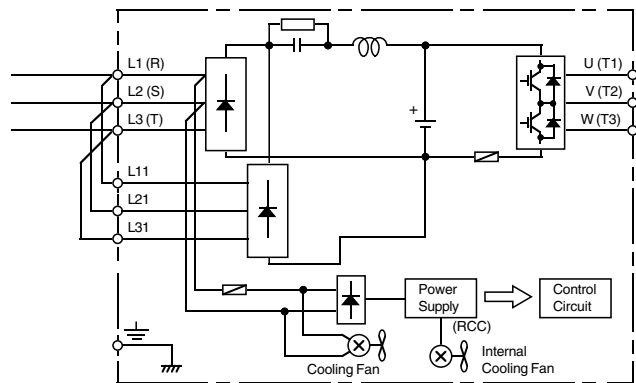 L1 (R)
L2 (S)
L3 (T)
L11
L21
L31
+
U (T1)
V (T2)
W (T3)
Power
Supply
(RCC)
Control
Circuit
Cooling Fan
Internal
Cooling Fan